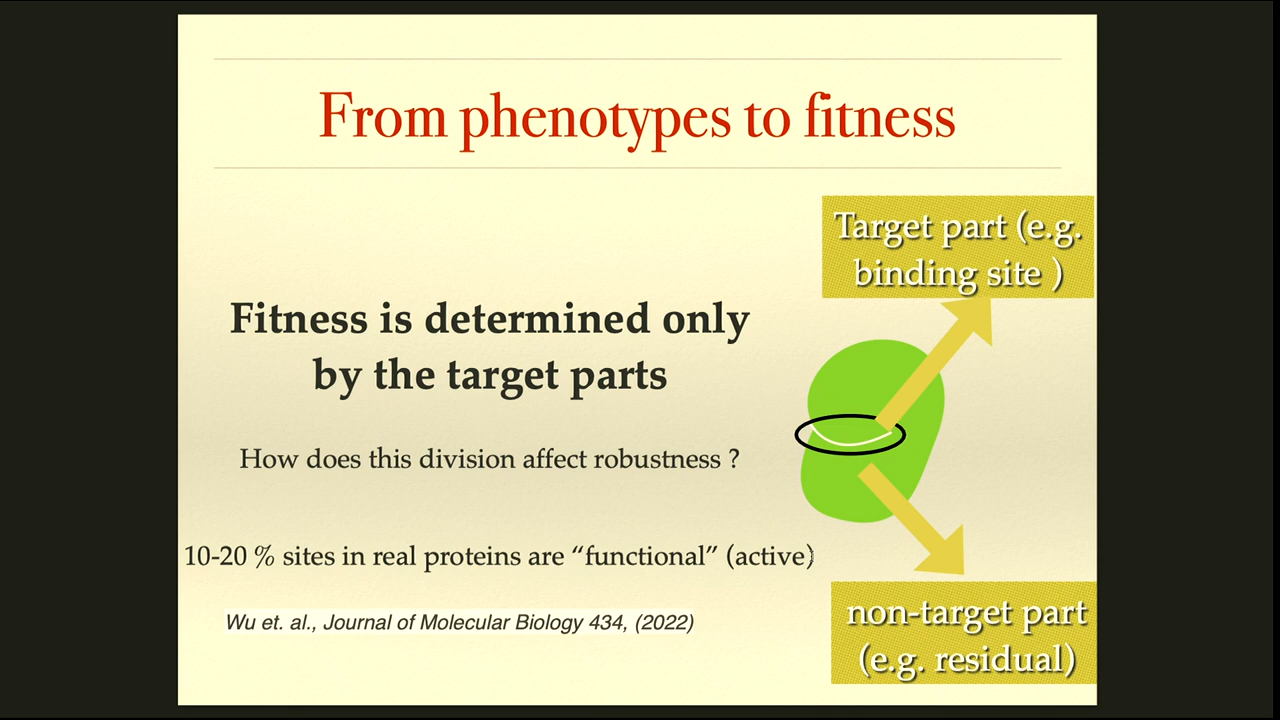 From phenotypes to fitness
Target part (e.g.
binding site )
Fitness is determined only
by the target parts
How does this division affect robustness ?
10-20 % sites in real proteins are “functional” (active)
Wu et. al., Journal of Molecular Biology 434, (2022)
non-target part
(e.g. residual)